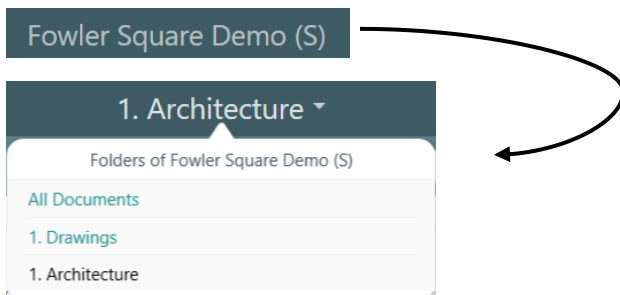 Fowler Square Demo (S)
1. Architecture
Folders of Fowler Square Demo (S)
All Documents
1. Drawings
1. Architecture